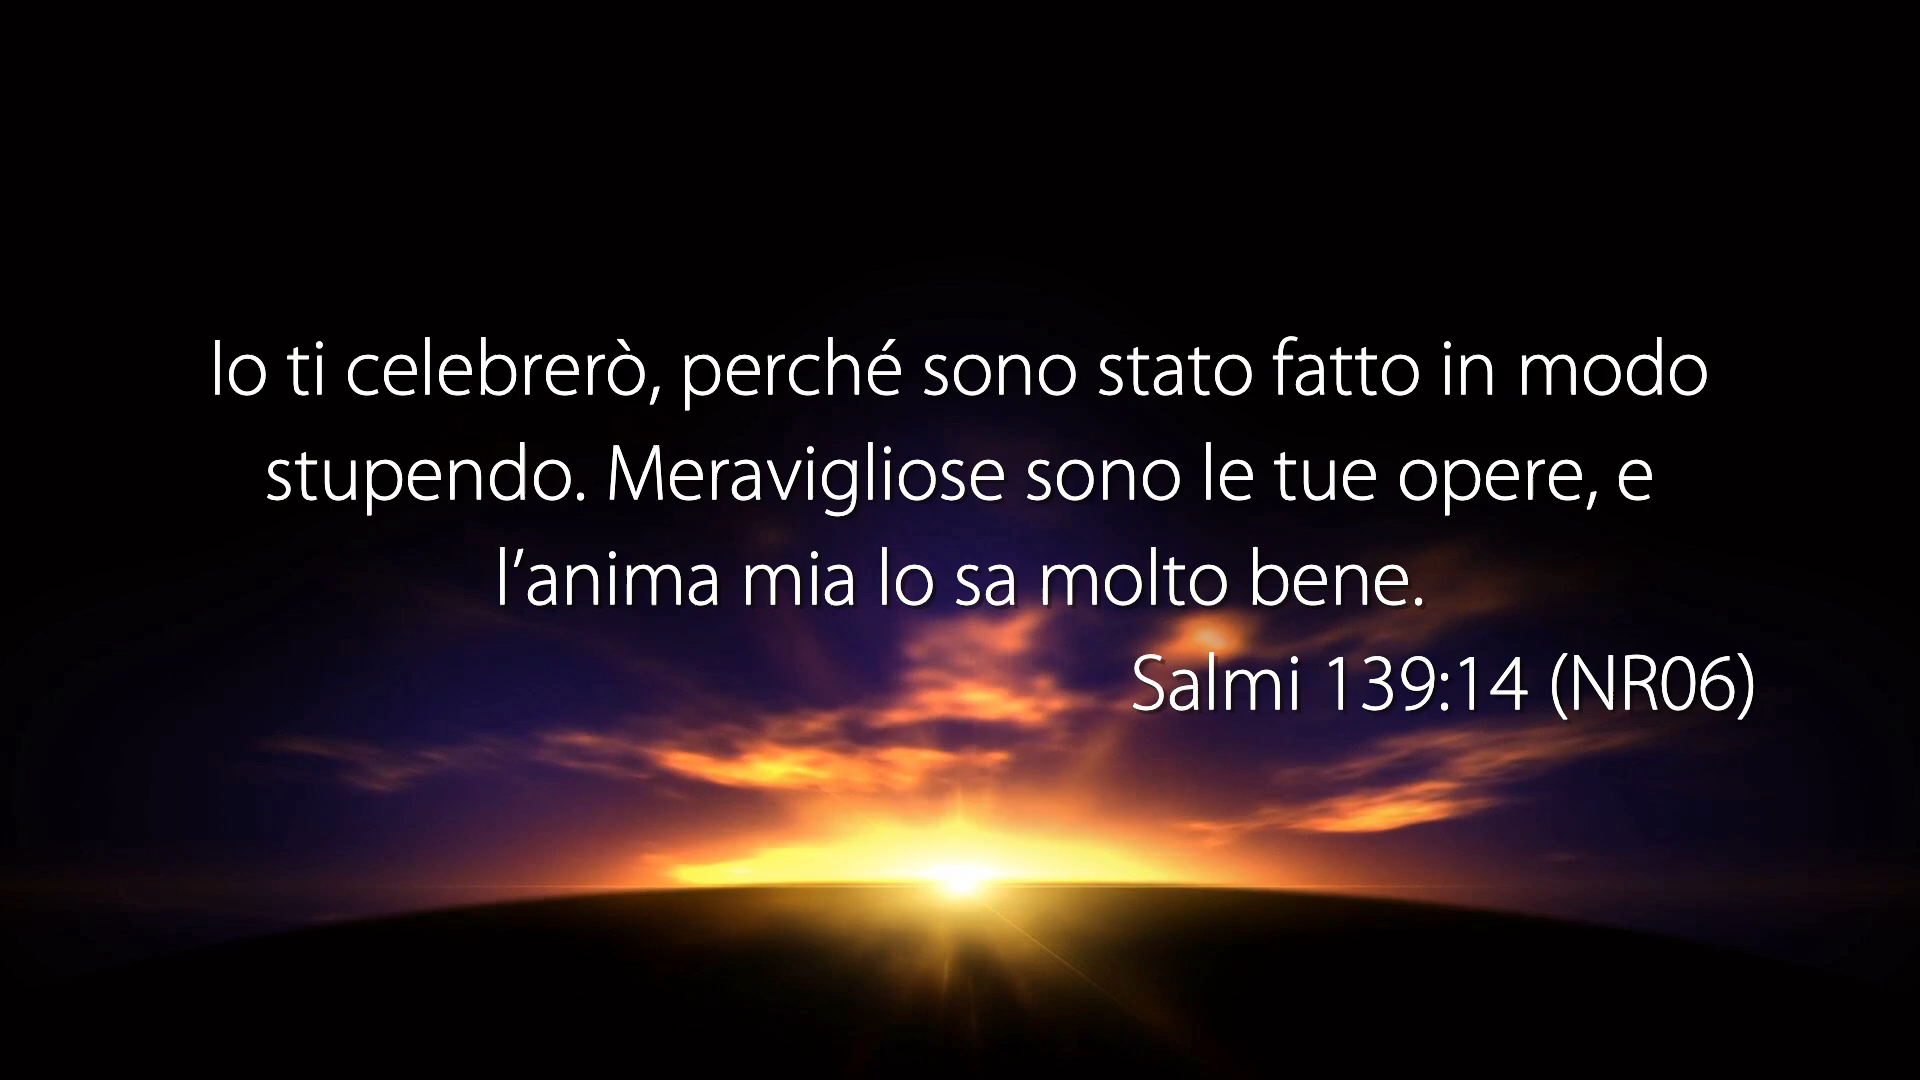 Io ti celebrerò, perché sono stato fatto in modo
stupendo. Meravigliose sono le tue opere, e
l’anima mia lo sa molto bene.
Salmi 139:14 (NR06)